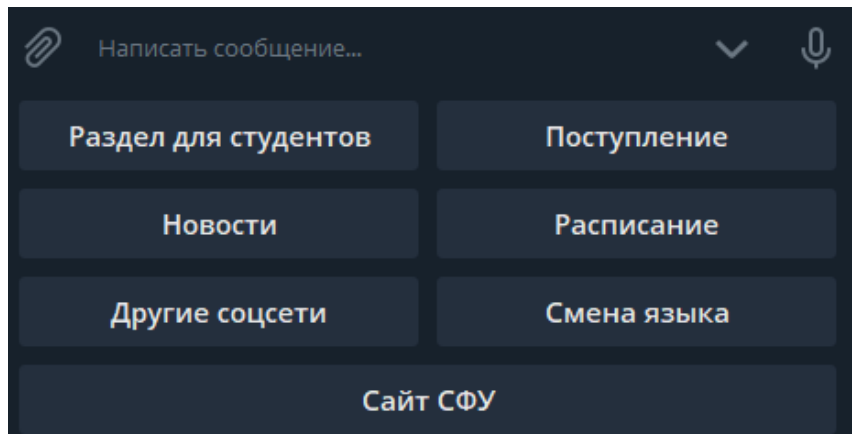 Написать сообщение...
Раздел для студентов
Поступление
Новости
Расписание
Другие соцсети
Смена языка
Сайт СФУ